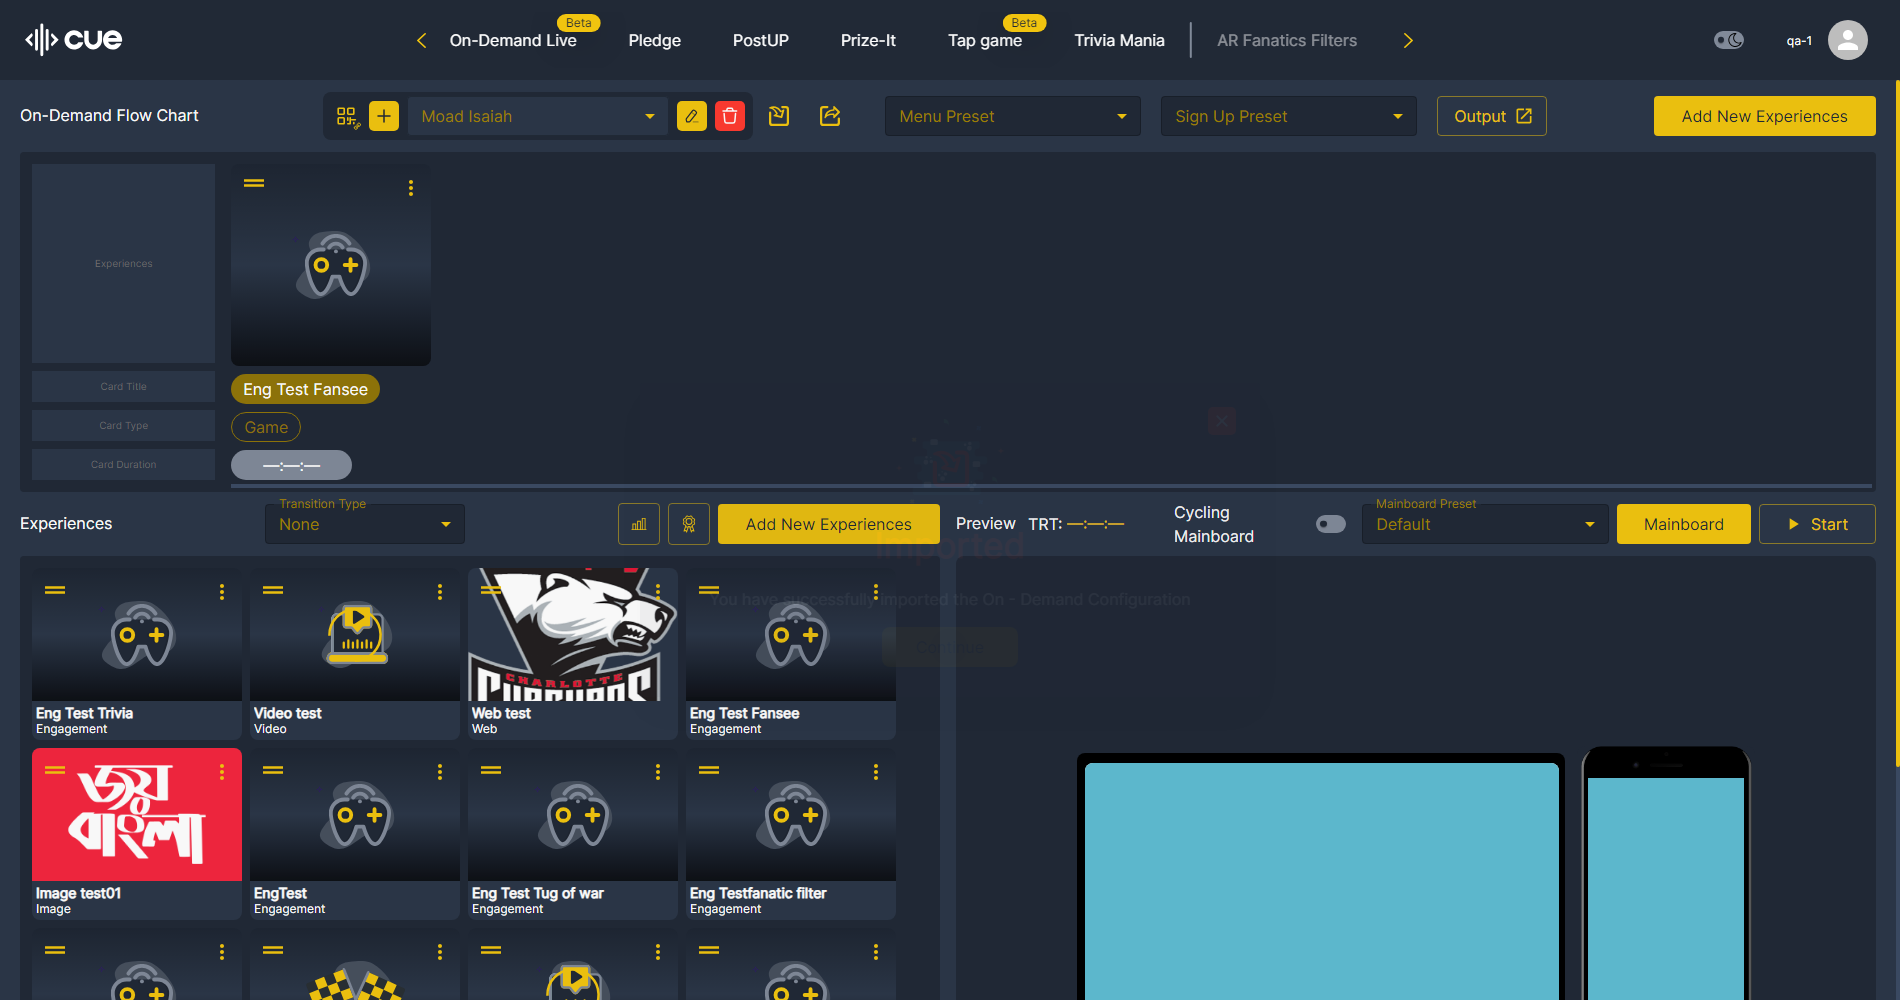 cue
On-Demand Live
Beta
Pledge
PostUP
Prize-It
Tap game
Beta
Trivia Mania
AR Fanatics Filters
qa-1
On-Demand Flow Chart
Moad Isaiah
Menu Preset
Sign Up Preset
Output
Add New Experiences
Experiences
Card Title
Card Type
Card Duration
Eng Test Fansee
Game
—:—:—
Experiences
Transition Type
None
Add New Experiences
Preview
TRT: —:—:—
Cycling
Mainboard
Mainboard Preset
Default
Mainboard
Start
Imported
You have successfully imported the On - Demand Configuration
Continue
Eng Test Trivia
Engagement
Video test
Video
CHARLOTTE
Web test
Web
Eng Test Fansee
Engagement
জয়
বাংলা
Image test01
Image
EngTest
Engagement
Eng Test Tug of war
Engagement
Eng Testfanatic filter
Engagement